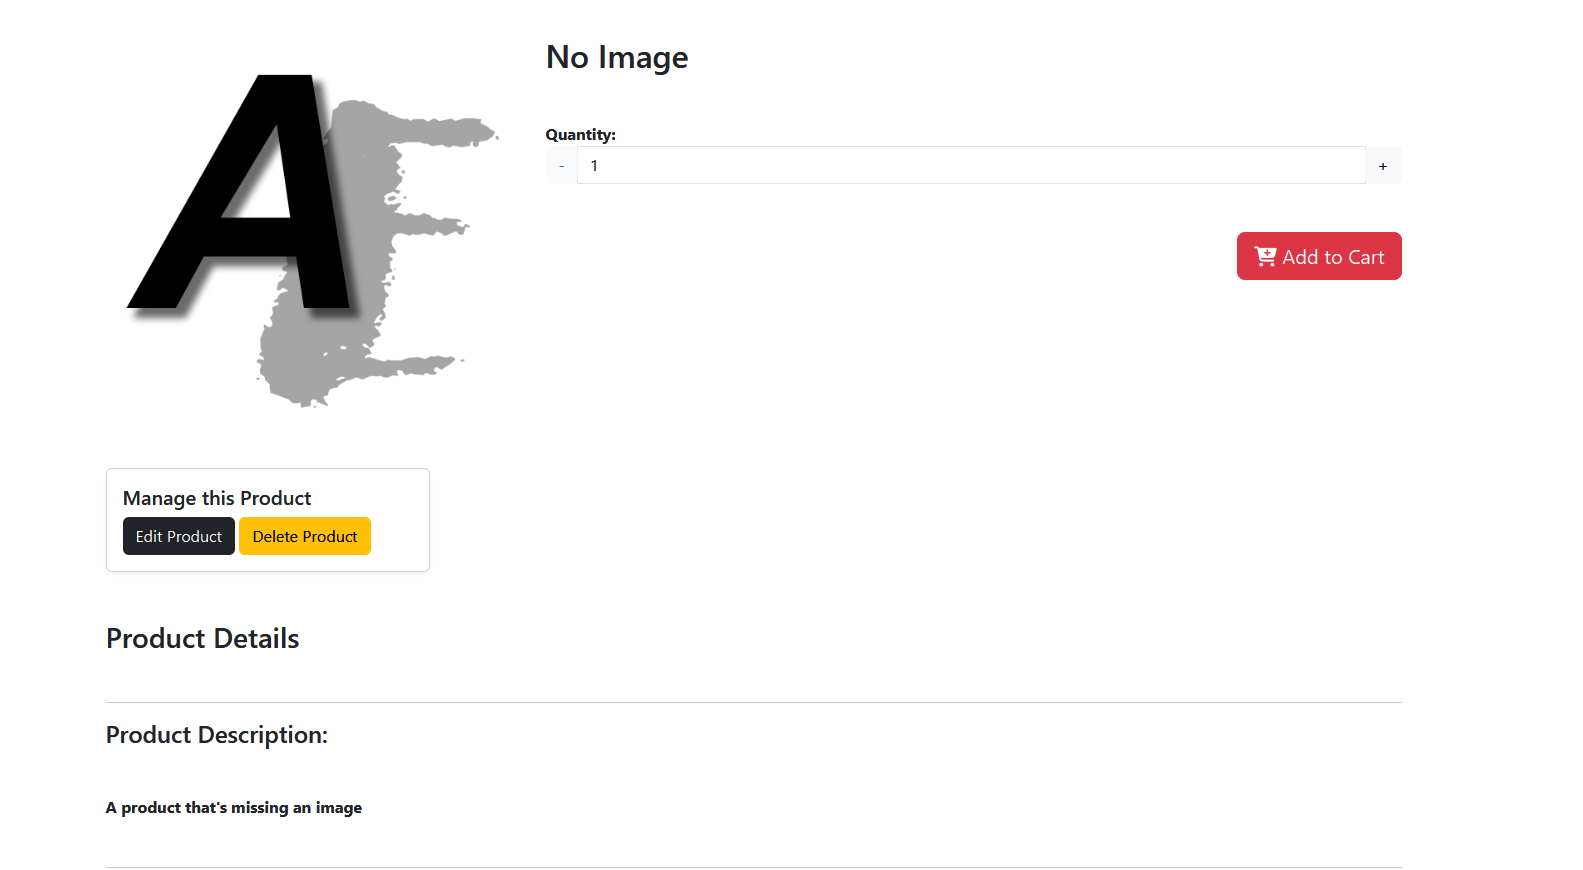 AE
No Image
Quantity:
- 1 +
Add to Cart
Manage this Product
Edit Product Delete Product
Product Details
Product Description:
A product that's missing an image